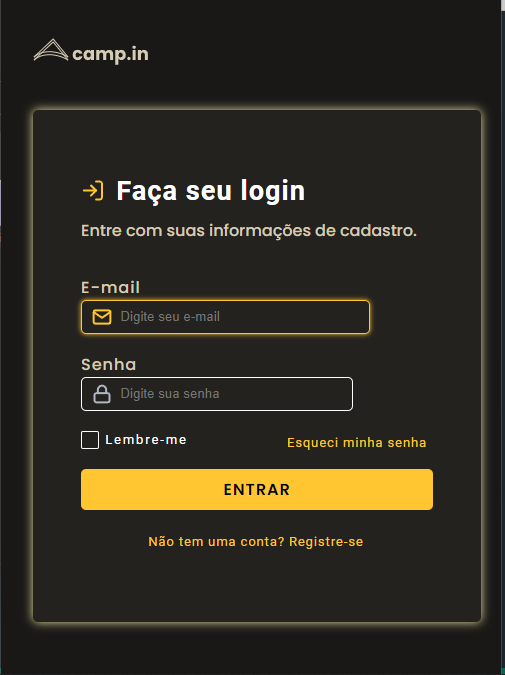 camp.in
Faça seu login
Entre com suas informações de cadastro.
E-mail
Digite seu e-mail
Senha
Digite sua senha
Lembre-me
Esqueci minha senha
ENTRAR
Não tem uma conta? Registre-se